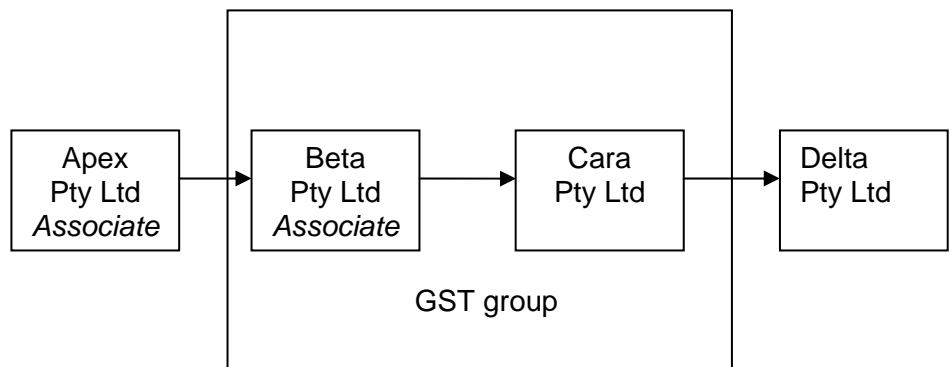 Apex
Pty Ltd
Associate
Beta
Pty Ltd
Associate
Cara
Pty Ltd
Delta
Pty Ltd
GST group